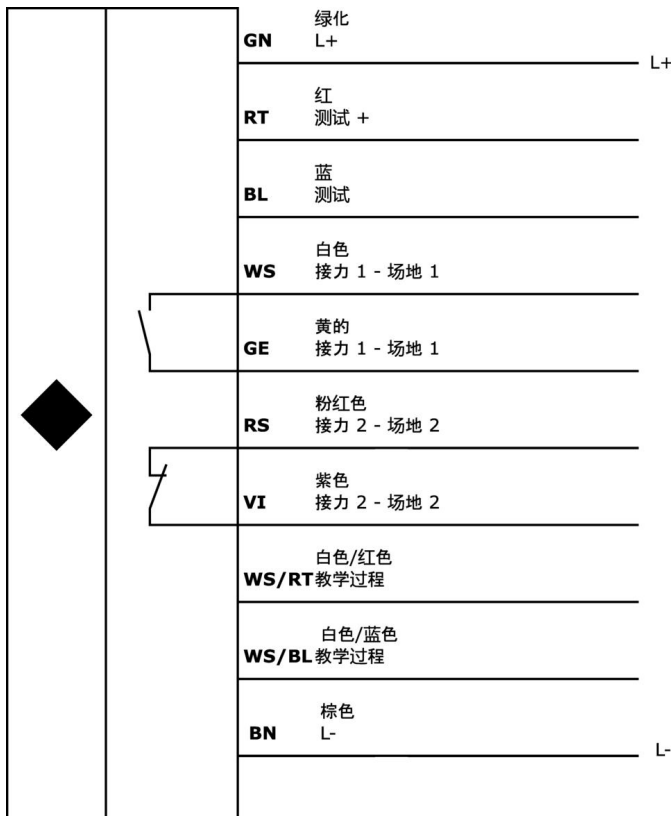 绿化
GN L+
L+
红
RT 测试 +
蓝
BL 测试
白色
WS 接力 1 - 场地 1
黄的
GE 接力 1 - 场地 1
粉红色
RS 接力 2 - 场地 2
紫色
VI 接力 2 - 场地 2
白色/红色
WS/RT 教学过程
白色/蓝色
WS/BL 教学过程
棕色
BN L-
L-